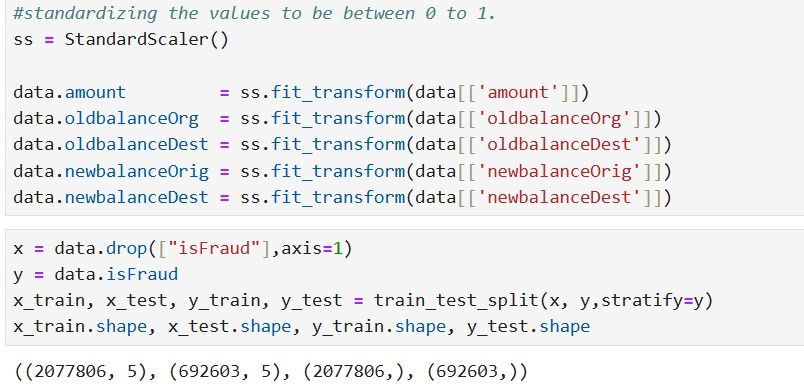 #standardizing the values to be between 0 to 1.
ss = StandardScaler()
data.amount = ss.fit_transform(data[['amount']])
data.oldbalanceOrg = ss.fit_transform(data[['oldbalanceOrg']])
data.oldbalanceDest = ss.fit_transform(data[['oldbalanceDest']])
data.newbalanceOrig = ss.fit_transform(data[['newbalanceOrig']])
data.newbalanceDest = ss.fit_transform(data[['newbalanceDest']])
x = data.drop(["isFraud"],axis=1)
y = data.isFraud
x_train, x_test, y_train, y_test = train_test_split(x, y,stratify=y)
x_train.shape, x_test.shape, y_train.shape, y_test.shape
((2077806, 5), (692603, 5), (2077806,), (692603,))